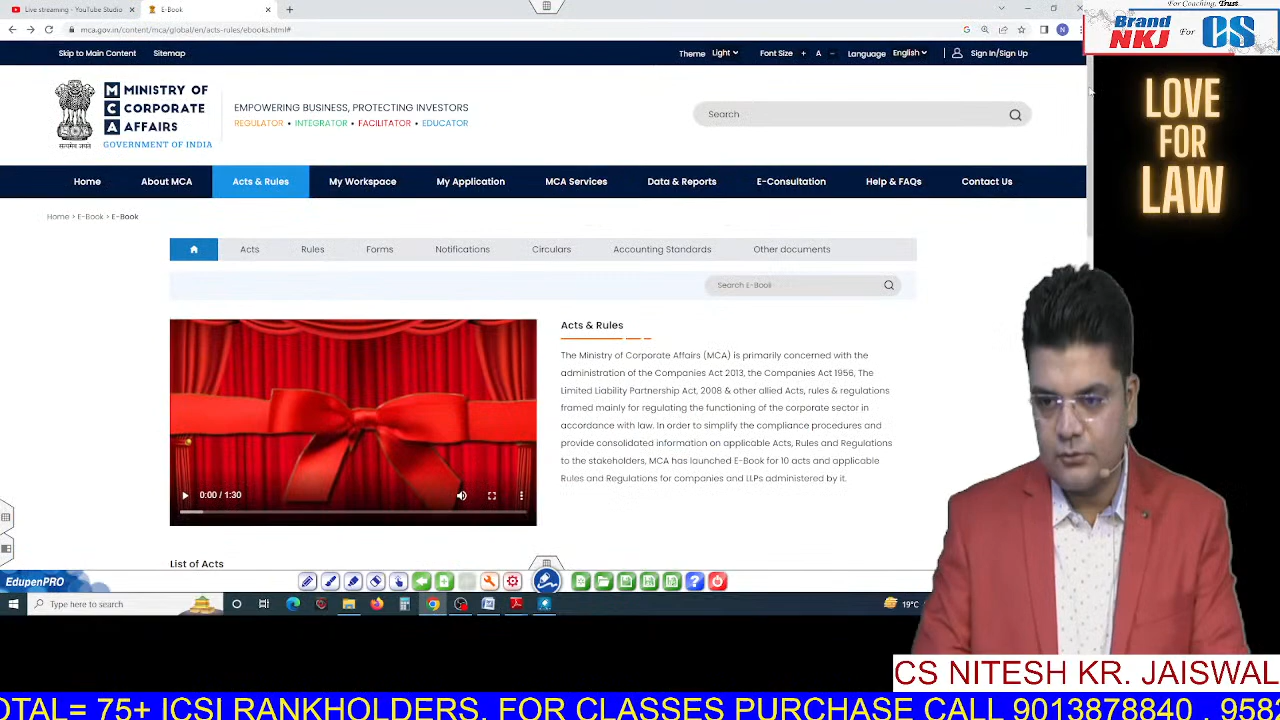 Live streaming - YouTube Studio
E-Book
mca.gov.in/content/mca/global/en/acts-rules/ebooks.html#
For Coaching, Trust
Brand NKJ For CS
Skip to Main Content Sitemap
Theme Light Font Size + A - Language English Sign In/Sign Up
MINISTRY OF
CORPORATE
AFFAIRS
GOVERNMENT OF INDIA
सत्यमेव जयते
EMPOWERING BUSINESS, PROTECTING INVESTORS
REGULATOR • INTEGRATOR • FACILITATOR • EDUCATOR
Search
LOVE
FOR
LAW
Home About MCA Acts & Rules My Workspace My Application MCA Services Data & Reports E-Consultation Help & FAQs Contact Us
Home > E-Book > E-Book
Acts Rules Forms Notifications Circulars Accounting Standards Other documents
Search E-Book
Acts & Rules
The Ministry of Corporate Affairs (MCA) is primarily concerned with the
administration of the Companies Act 2013, the Companies Act 1956, The
Limited Liability Partnership Act, 2008 & other allied Acts, rules & regulations
framed mainly for regulating the functioning of the corporate sector in
accordance with law. In order to simplify the compliance procedures and
provide consolidated information on applicable Acts, Rules and Regulations
to the stakeholders, MCA has launched E-Book for 10 acts and applicable
Rules and Regulations for companies and LLPs administered by it.
0:00 / 1:30
List of Acts
EdupenPRO
Type here to search
19°C
CS NITESH KR. JAISWAL
OTAL= 75+ ICSI RANKHOLDERS. FOR CLASSES PURCHASE CALL 9013878840 , 958